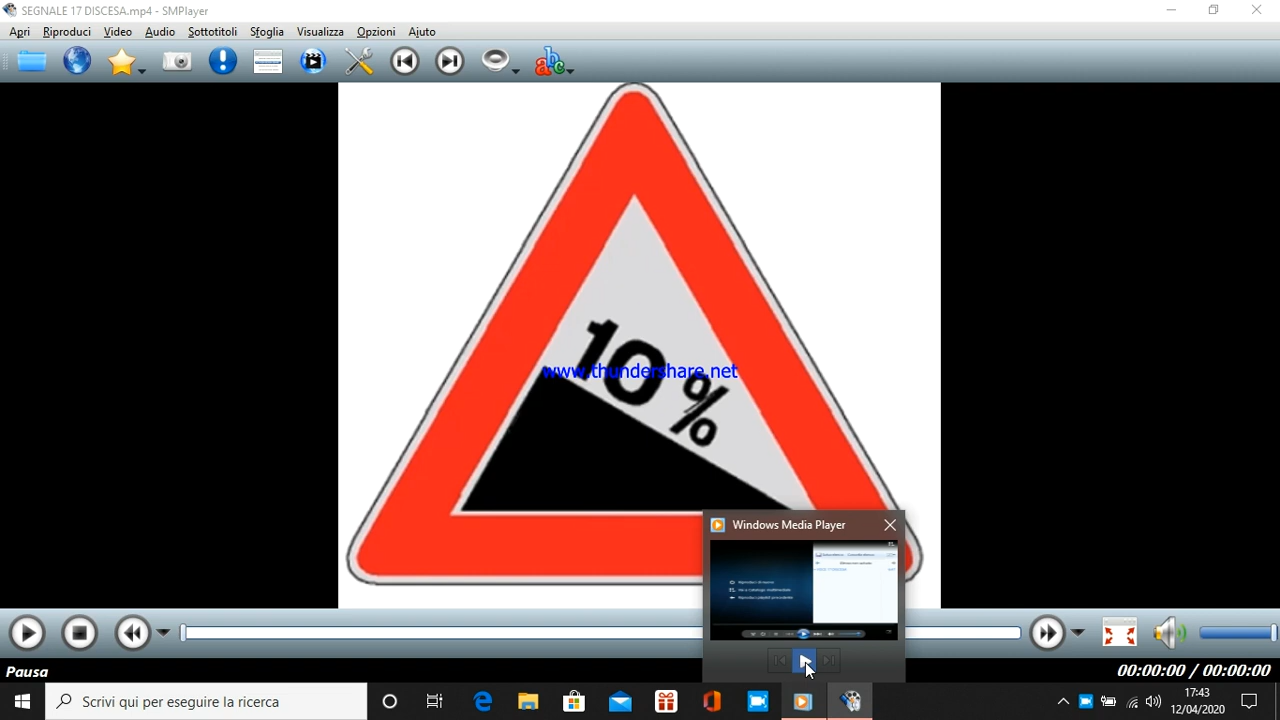 SEGNALE 17 DISCESA.mp4 - SMPlayer
Apri Riproduci Video Audio Sottotitoli Sfoglia Visualizza Opzioni Aiuto
abc
10 %
www.thundershare.net
Windows Media Player
Pausa
00:00:00 / 00:00:00
Scrivi qui per eseguire la ricerca
17:43
12/04/2020